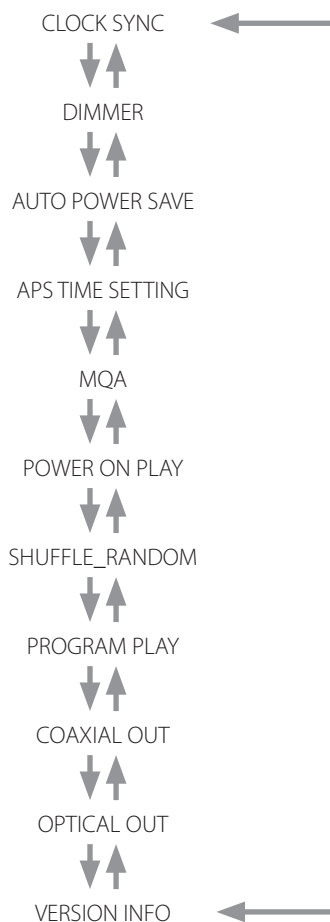 CLOCK SYNC
DIMMER
AUTO POWER SAVE
APS TIME SETTING
MQA
POWER ON PLAY
SHUFFLE_RANDOM
PROGRAM PLAY
COAXIAL OUT
OPTICAL OUT
VERSION INFO